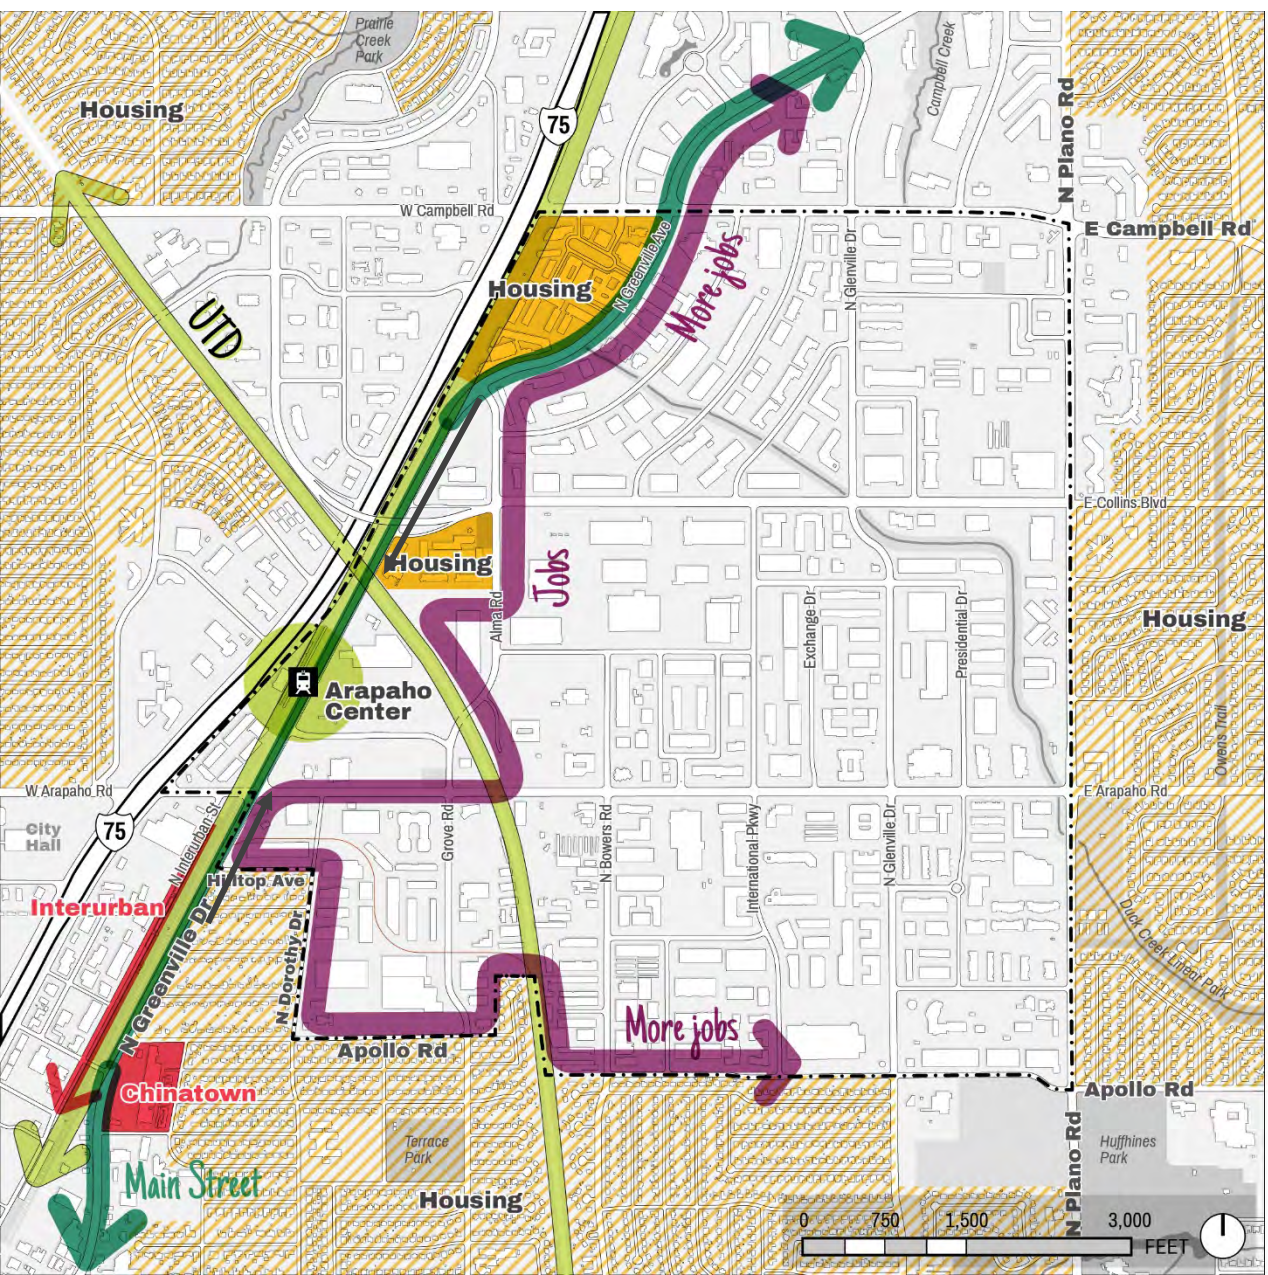 Prairie
Creek
Park
Housing
75
Campbell Creek
N Plano Rd
W Campbell Rd
E Campbell Rd
UTD
Housing
N Greenville Ave
More jobs
N Glenville Dr
E Collins Blvd
Housing
Jobs
Alma Rd
Exchange Dr
Presidential Dr
Housing
Arapaho
Center
Owens Trail
W Arapaho Rd
E Arapaho Rd
City
Hall
75
N Interurban St
Grove Rd
N Bowers Rd
International Pkwy
N Glenville Dr
Hilltop Ave
Interurban
N Greenville Dr
N Dorothy Dr
Duck Creek Linear Park
More jobs
Apollo Rd
Chinatown
Apollo Rd
Terrace
Park
Huffhines
Park
N Plano Rd
Main Street
Housing
0 750 1,500 3,000
FEET